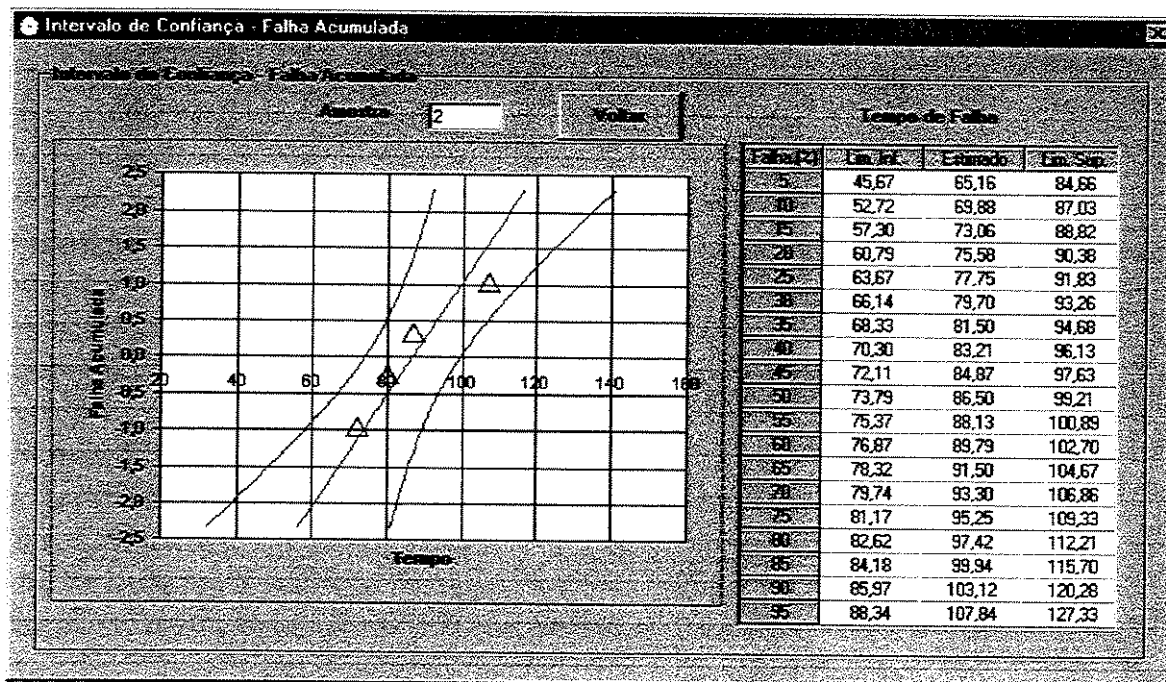 Intervalo de Confiança - Falha Acumulada
Intervalo de Confiança - Falha Acumulada
Amostra 2 Voltar
Tempo de Falha
Falha [%] Lim. Inf. Estimado Lim. Sup.
5 45,67 65,16 84,66
10 52,72 69,88 87,03
15 57,30 73,06 88,82
20 60,79 75,58 90,38
25 63,67 77,75 91,83
30 66,14 79,70 93,26
35 68,33 81,50 94,68
40 70,30 83,21 96,13
45 72,11 84,87 97,63
50 73,79 86,50 99,21
55 75,37 88,13 100,89
60 76,87 89,79 102,70
65 78,32 91,50 104,67
70 79,74 93,30 106,86
75 81,17 95,25 109,33
80 82,62 97,42 112,21
85 84,18 99,94 115,70
90 85,97 103,12 120,28
95 88,34 107,84 127,33
Falha Acumulada
2,5
2,0
1,5
1,0
0,5
0,0
20 40 60 80 100 120 140 160
-0,5
-1,0
-1,5
-2,0
-2,5
Tempo